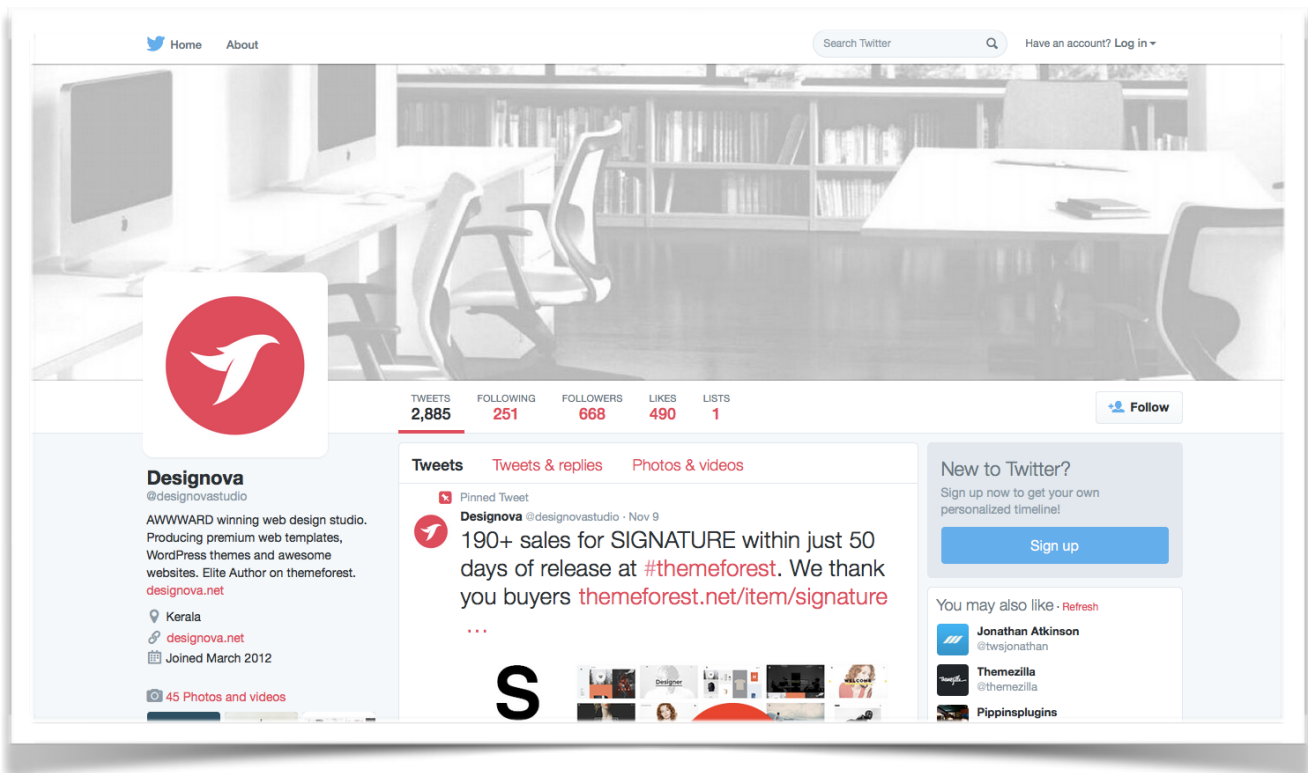 Home About
Search Twitter
Have an account? Log in
TWEETS FOLLOWING FOLLOWERS LIKES LISTS
2,885 251 668 490 1
Follow
Designova
@designovastudio
AWWWARD winning web design studio.
Producing premium web templates,
WordPress themes and awesome
websites. Elite Author on themeforest.
designova.net
Kerala
designova.net
Joined March 2012
45 Photos and videos
Tweets Tweets & replies Photos & videos
Pinned Tweet
Designova @designovastudio · Nov 9
190+ sales for SIGNATURE within just 50
days of release at #themeforest. We thank
you buyers themeforest.net/item/signature
...
S
Designer
WELCOME
New to Twitter?
Sign up now to get your own
personalized timeline!
Sign up
You may also like · Refresh
Jonathan Atkinson
@twsjonathan
Themezilla
@themezilla
Pippinsplugins